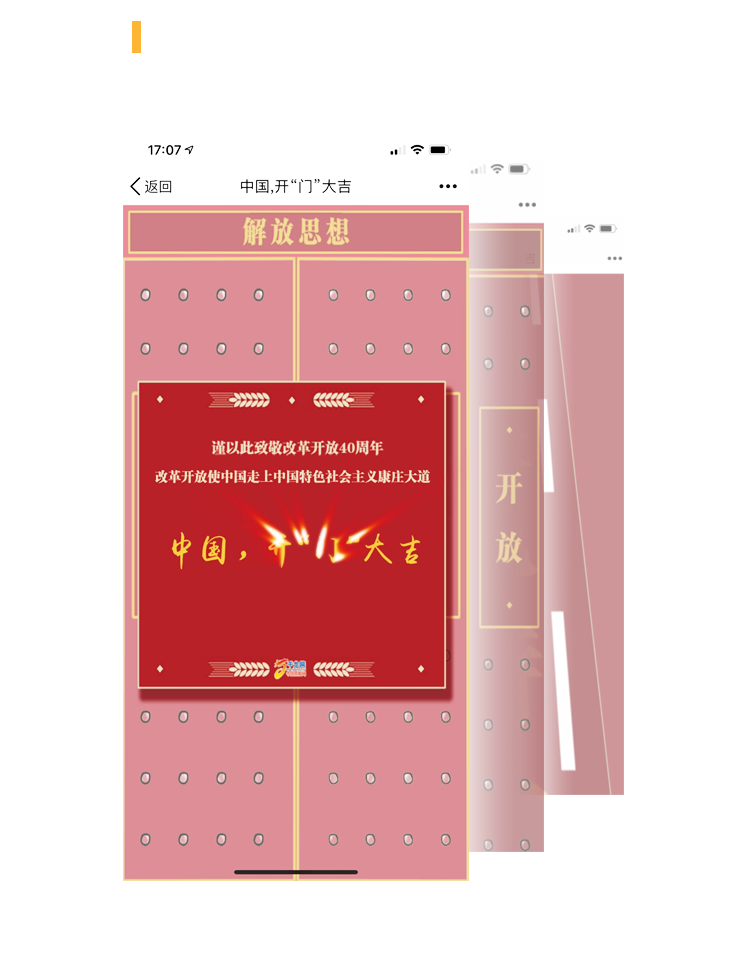 17:07
返回
中国,开“门”大吉
解放思想
谨以此致敬改革开放40周年
改革开放使中国走上中国特色社会主义康庄大道
中国，开“门”大吉
开
放